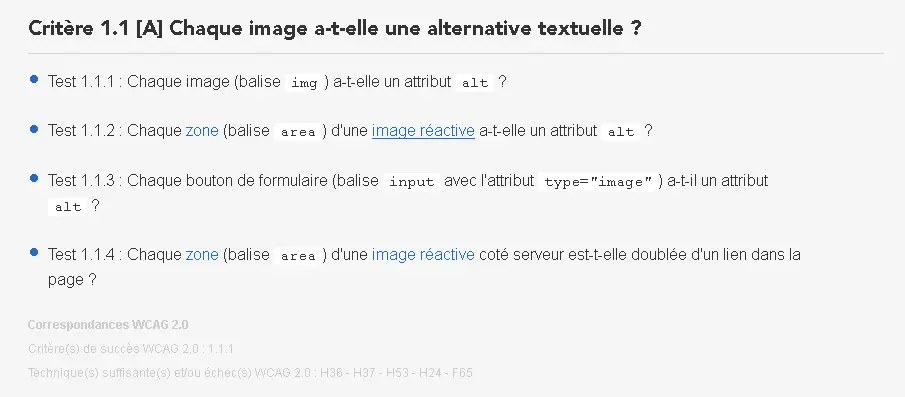 Critère 1.1 [A] Chaque image a-t-elle une alternative textuelle ?
Test 1.1.1 : Chaque image (balise img ) a-t-elle un attribut alt ?
Test 1.1.2 : Chaque zone (balise area ) d'une image réactive a-t-elle un attribut alt ?
Test 1.1.3 : Chaque bouton de formulaire (balise input avec l'attribut type="image" ) a-t-il un attribut
alt ?
Test 1.1.4 : Chaque zone (balise area ) d'une image réactive coté serveur est-t-elle doublée d'un lien dans la
page ?
Correspondances WCAG 2.0
Critère(s) de succès WCAG 2.0 : 1.1.1
Technique(s) suffisante(s) et/ou échec(s) WCAG 2.0 : H36 - H37 - H53 - H24 - F65